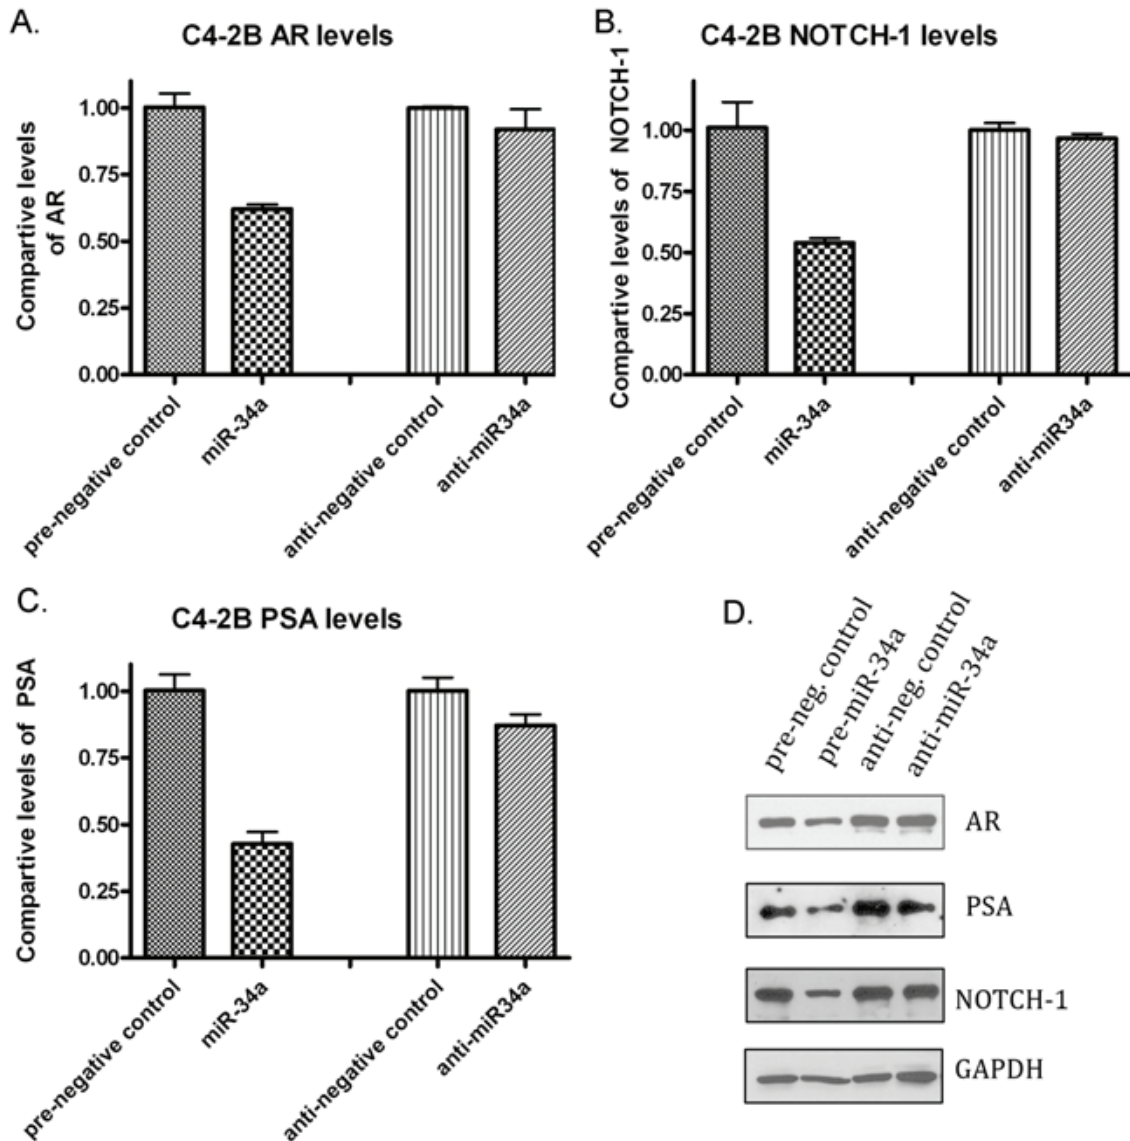 A.
C4-2B AR levels
Compartive levels
of AR
1.00
0.75
0.50
0.25
0.00
pre-negative control
miR-34a
anti-negative control
anti-miR34a
B.
C4-2B NOTCH-1 levels
Compartive levels of NOTCH-1
1.00
0.75
0.50
0.25
0.00
pre-negative control
miR-34a
anti-negative control
anti-miR34a
C.
C4-2B PSA levels
Compartive levels of PSA
1.00
0.75
0.50
0.25
0.00
pre-negative control
miR-34a
anti-negative control
anti-miR34a
D.
pre-neg. control
pre-miR-34a
anti-neg. control
anti-miR-34a
AR
PSA
NOTCH-1
GAPDH